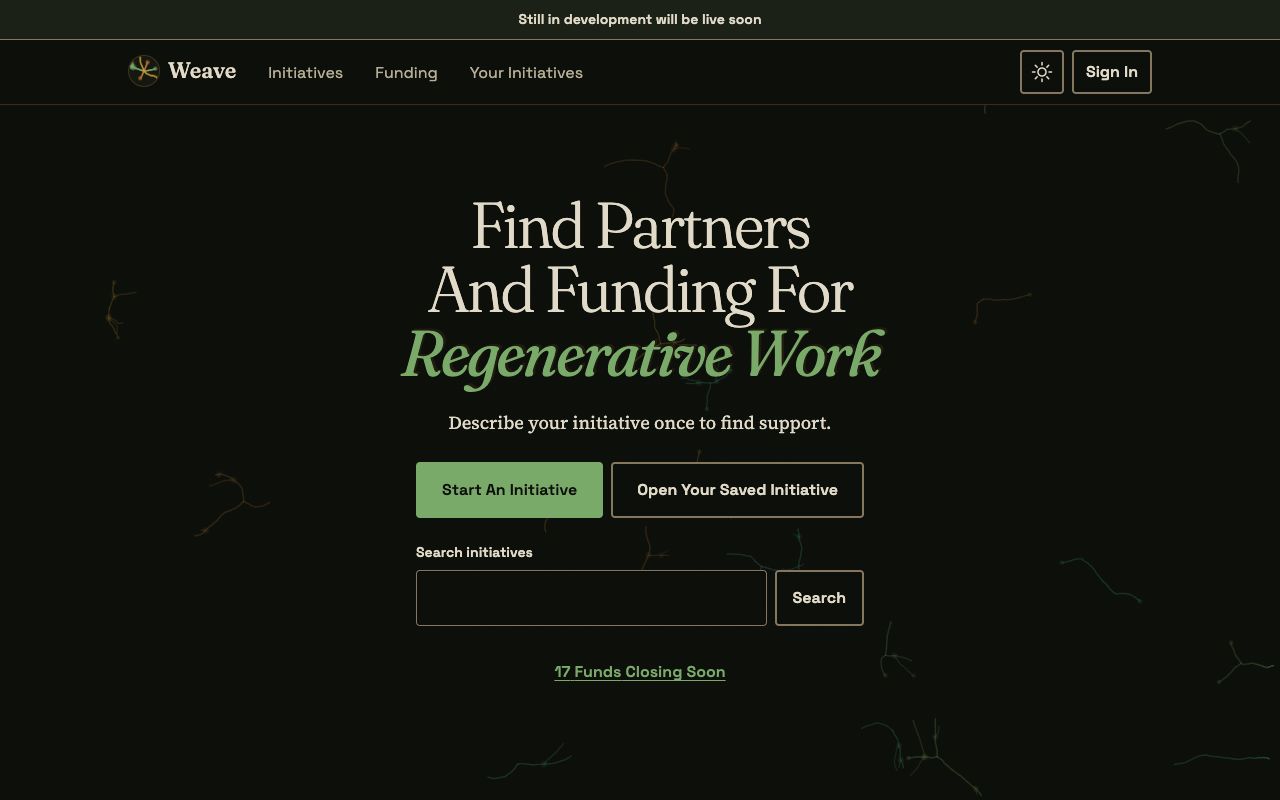 Still in development will be live soon
Weave
Initiatives
Funding
Your Initiatives
Sign In
Find Partners
And Funding For
Regenerative Work
Describe your initiative once to find support.
Start An Initiative
Open Your Saved Initiative
Search initiatives
Search
17 Funds Closing Soon